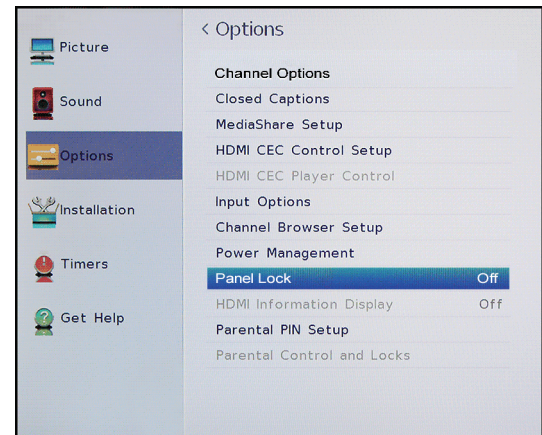 Picture
Sound
Options
Installation
Timers
Get Help
< Options
Channel Options
Closed Captions
MediaShare Setup
HDMI CEC Control Setup
HDMI CEC Player Control
Input Options
Channel Browser Setup
Power Management
Panel Lock Off
HDMI Information Display Off
Parental PIN Setup
Parental Control and Locks